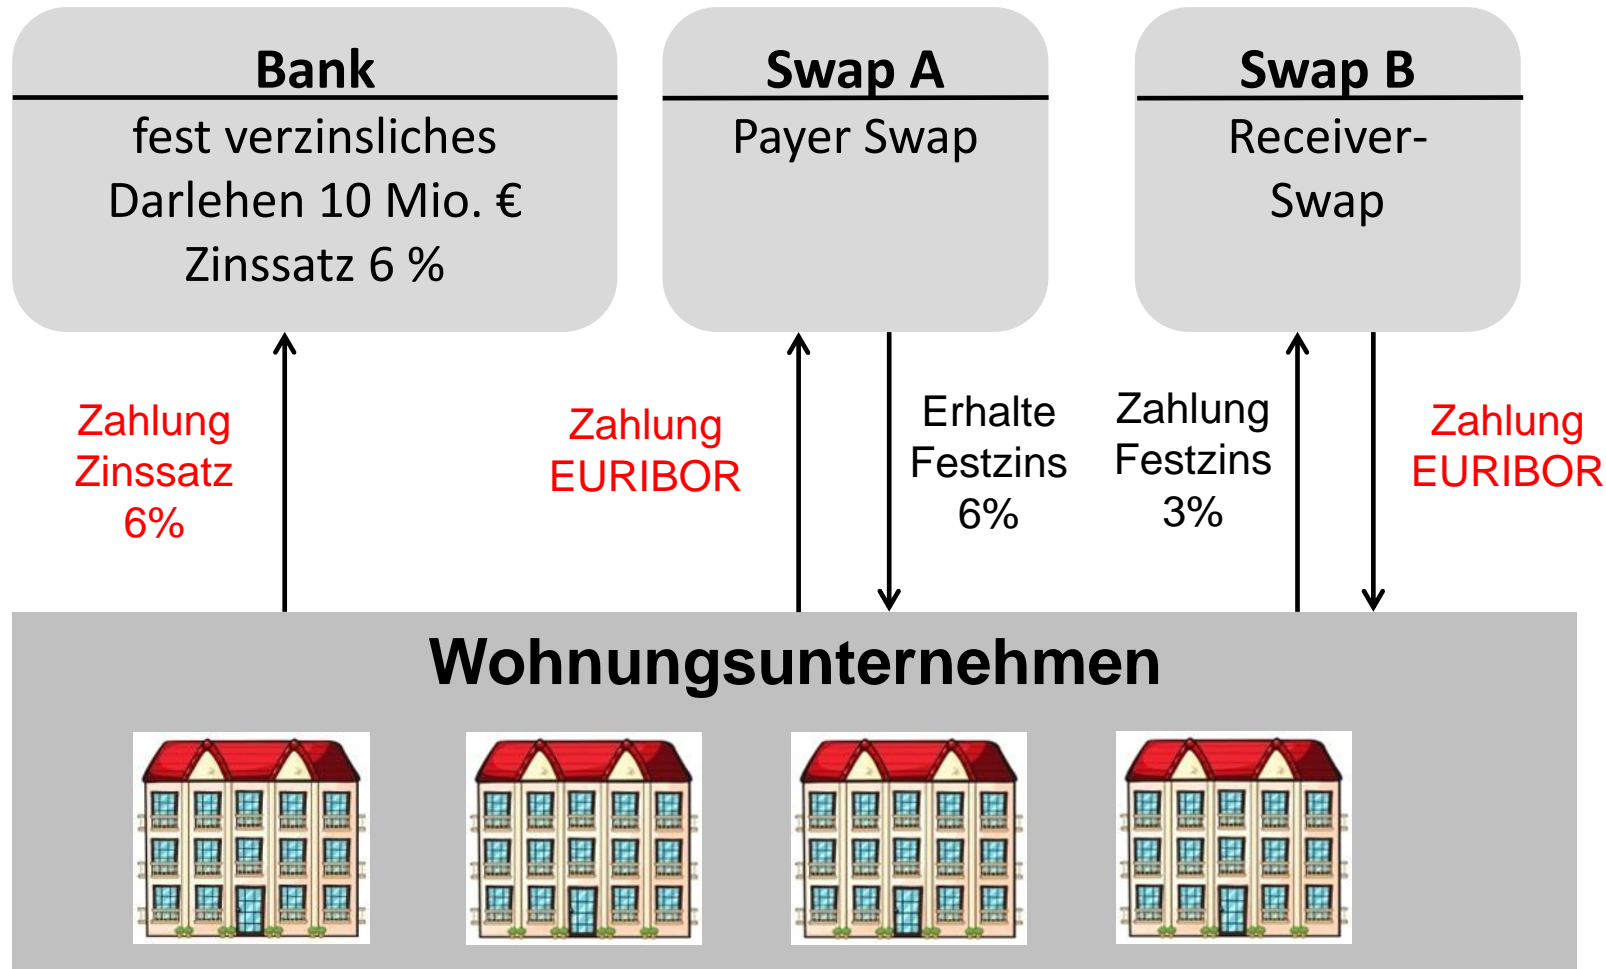 Bank
fest verzinsliches
Darlehen 10 Mio. €
Zinssatz 6 %
Swap A
Payer Swap
Swap B
Receiver-
Swap
Zahlung
Zinssatz
6%
Zahlung
EURIBOR
Erhalte
Festzins
6%
Zahlung
Festzins
3%
Zahlung
EURIBOR
Wohnungsunternehmen